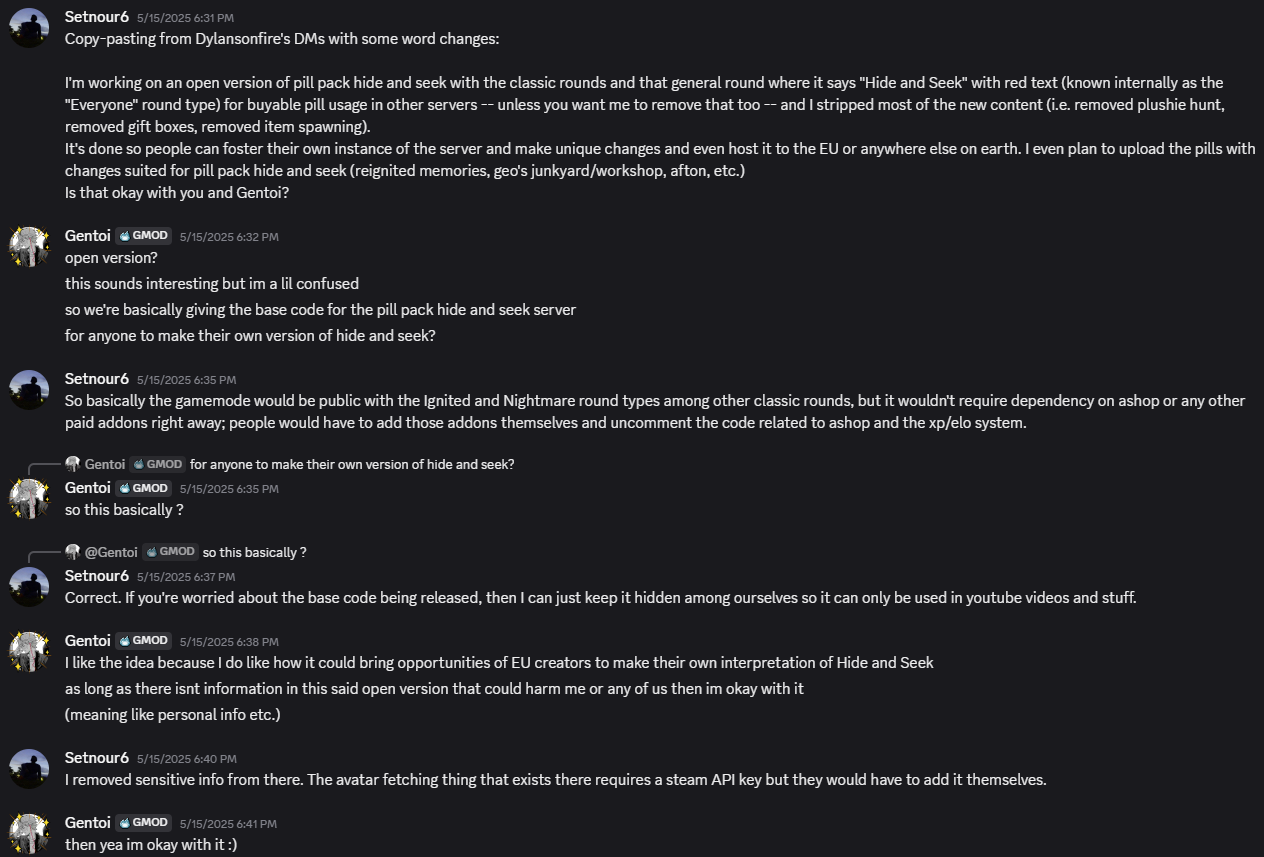 Setnour6 5/15/2025 6:31 PM
Copy-pasting from Dylansonfire's DMs with some word changes:
I'm working on an open version of pill pack hide and seek with the classic rounds and that general round where it says "Hide and Seek" with red text (known internally as the
"Everyone" round type) for buyable pill usage in other servers -- unless you want me to remove that too -- and I stripped most of the new content (i.e. removed plushie hunt,
removed gift boxes, removed item spawning).
It's done so people can foster their own instance of the server and make unique changes and even host it to the EU or anywhere else on earth. I even plan to upload the pills with
changes suited for pill pack hide and seek (reignited memories, geo's junkyard/workshop, afton, etc.)
Is that okay with you and Gentoi?
Gentoi GMOD 5/15/2025 6:32 PM
open version?
this sounds interesting but im a lil confused
so we're basically giving the base code for the pill pack hide and seek server
for anyone to make their own version of hide and seek?
Setnour6 5/15/2025 6:35 PM
So basically the gamemode would be public with the Ignited and Nightmare round types among other classic rounds, but it wouldn't require dependency on ashop or any other
paid addons right away; people would have to add those addons themselves and uncomment the code related to ashop and the xp/elo system.
Gentoi GMOD for anyone to make their own version of hide and seek?
Gentoi GMOD 5/15/2025 6:35 PM
so this basically ?
@Gentoi GMOD so this basically ?
Setnour6 5/15/2025 6:37 PM
Correct. If you're worried about the base code being released, then I can just keep it hidden among ourselves so it can only be used in youtube videos and stuff.
Gentoi GMOD 5/15/2025 6:38 PM
I like the idea because I do like how it could bring opportunities of EU creators to make their own interpretation of Hide and Seek
as long as there isnt information in this said open version that could harm me or any of us then im okay with it
(meaning like personal info etc.)
Setnour6 5/15/2025 6:40 PM
I removed sensitive info from there. The avatar fetching thing that exists there requires a steam API key but they would have to add it themselves.
Gentoi GMOD 5/15/2025 6:41 PM
then yea im okay with it :)